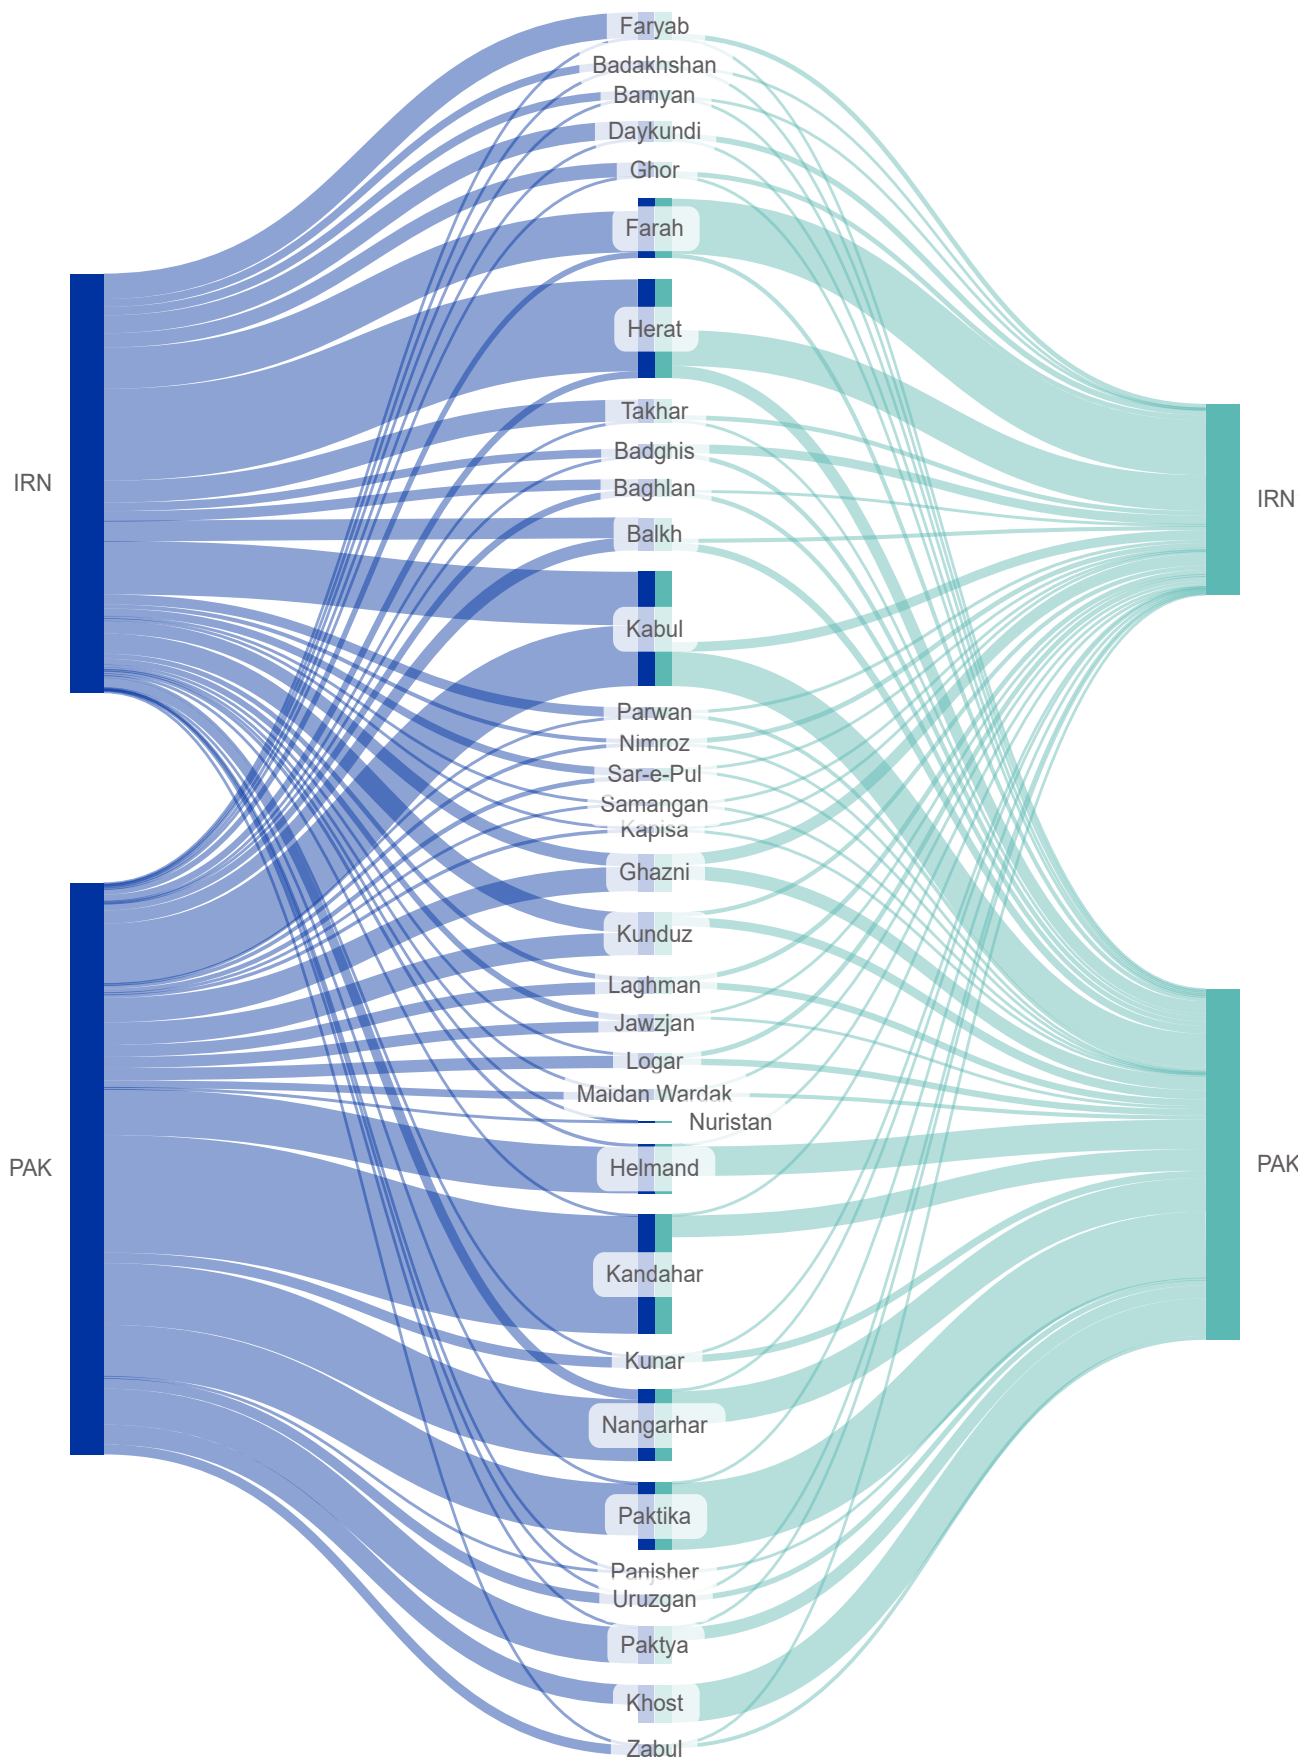 Faryab
Badakhshan
Bamyan
Daykundi
Ghor
Farah
Herat
Takhar
Badghis
IRN
Baghlan
IRN
Balkh
Kabul
Parwan
Nimroz
Sar-e-Pul
Samangan
Kapisa
Ghazni
Kunduz
Laghman
Jawzjan
Logar
Maidan Wardak
Nuristan
PAK
Helmand
PAK
Kandahar
Kunar
Nangarhar
Paktika
Panjsher
Uruzgan
Paktya
Khost
Zabul